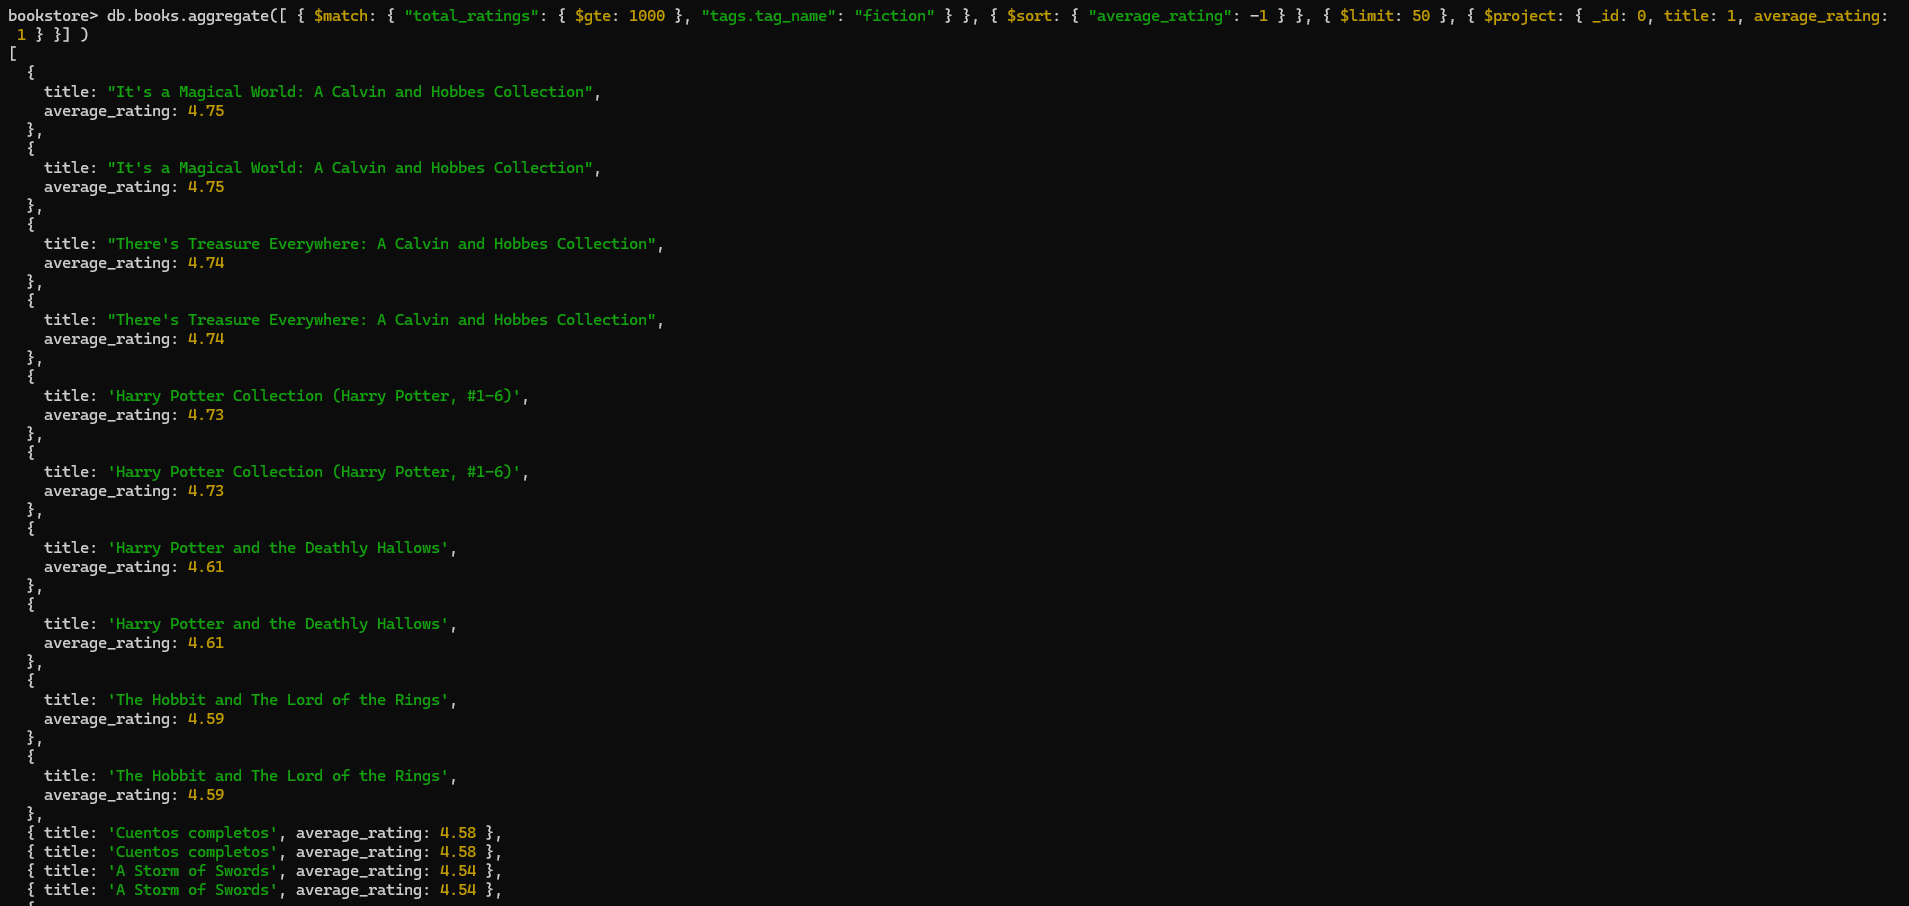 bookstore> db.books.aggregate([ { $match: { "total_ratings": { $gte: 1000 }, "tags.tag_name": "fiction" } }, { $sort: { "average_rating": -1 } }, { $limit: 50 }, { $project: { _id: 0, title: 1, average_rating:
 1 } }] )
[
  {
    title: "It's a Magical World: A Calvin and Hobbes Collection",
    average_rating: 4.75
  },
  {
    title: "It's a Magical World: A Calvin and Hobbes Collection",
    average_rating: 4.75
  },
  {
    title: "There's Treasure Everywhere: A Calvin and Hobbes Collection",
    average_rating: 4.74
  },
  {
    title: "There's Treasure Everywhere: A Calvin and Hobbes Collection",
    average_rating: 4.74
  },
  {
    title: 'Harry Potter Collection (Harry Potter, #1-6)',
    average_rating: 4.73
  },
  {
    title: 'Harry Potter Collection (Harry Potter, #1-6)',
    average_rating: 4.73
  },
  {
    title: 'Harry Potter and the Deathly Hallows',
    average_rating: 4.61
  },
  {
    title: 'Harry Potter and the Deathly Hallows',
    average_rating: 4.61
  },
  {
    title: 'The Hobbit and The Lord of the Rings',
    average_rating: 4.59
  },
  {
    title: 'The Hobbit and The Lord of the Rings',
    average_rating: 4.59
  },
  { title: 'Cuentos completos', average_rating: 4.58 },
  { title: 'Cuentos completos', average_rating: 4.58 },
  { title: 'A Storm of Swords', average_rating: 4.54 },
  { title: 'A Storm of Swords', average_rating: 4.54 },